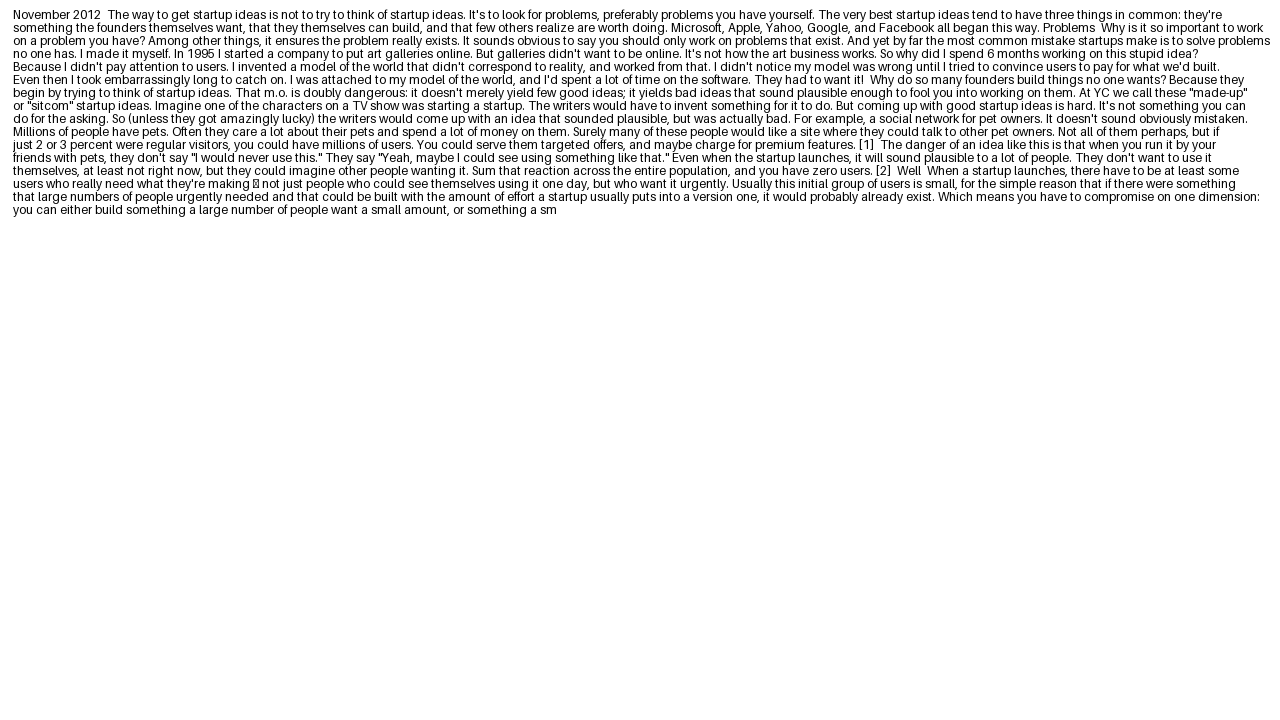 November 2012  The way to get startup ideas is not to try to think of startup ideas. It's to look for problems, preferably problems you have yourself. The very best startup ideas tend to have three things in common: they're
something the founders themselves want, that they themselves can build, and that few others realize are worth doing. Microsoft, Apple, Yahoo, Google, and Facebook all began this way. Problems  Why is it so important to work
on a problem you have? Among other things, it ensures the problem really exists. It sounds obvious to say you should only work on problems that exist. And yet by far the most common mistake startups make is to solve problems
no one has. I made it myself. In 1995 I started a company to put art galleries online. But galleries didn't want to be online. It's not how the art business works. So why did I spend 6 months working on this stupid idea?
Because I didn't pay attention to users. I invented a model of the world that didn't correspond to reality, and worked from that. I didn't notice my model was wrong until I tried to convince users to pay for what we'd built.
Even then I took embarrassingly long to catch on. I was attached to my model of the world, and I'd spent a lot of time on the software. They had to want it!  Why do so many founders build things no one wants? Because they
begin by trying to think of startup ideas. That m.o. is doubly dangerous: it doesn't merely yield few good ideas; it yields bad ideas that sound plausible enough to fool you into working on them. At YC we call these "made-up"
or "sitcom" startup ideas. Imagine one of the characters on a TV show was starting a startup. The writers would have to invent something for it to do. But coming up with good startup ideas is hard. It's not something you can
do for the asking. So (unless they got amazingly lucky) the writers would come up with an idea that sounded plausible, but was actually bad. For example, a social network for pet owners. It doesn't sound obviously mistaken.
Millions of people have pets. Often they care a lot about their pets and spend a lot of money on them. Surely many of these people would like a site where they could talk to other pet owners. Not all of them perhaps, but if
just 2 or 3 percent were regular visitors, you could have millions of users. You could serve them targeted offers, and maybe charge for premium features. [1]  The danger of an idea like this is that when you run it by your
friends with pets, they don't say "I would never use this." They say "Yeah, maybe I could see using something like that." Even when the startup launches, it will sound plausible to a lot of people. They don't want to use it
themselves, at least not right now, but they could imagine other people wanting it. Sum that reaction across the entire population, and you have zero users. [2]  Well  When a startup launches, there have to be at least some
users who really need what they're making � not just people who could see themselves using it one day, but who want it urgently. Usually this initial group of users is small, for the simple reason that if there were something
that large numbers of people urgently needed and that could be built with the amount of effort a startup usually puts into a version one, it would probably already exist. Which means you have to compromise on one dimension:
you can either build something a large number of people want a small amount, or something a sm